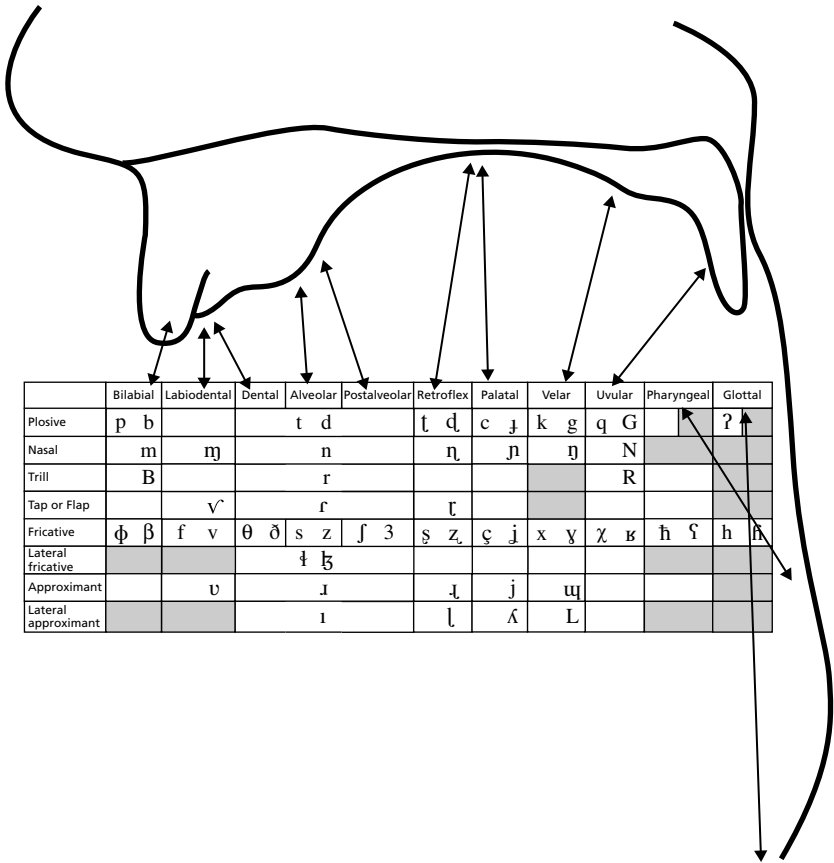 Bilabial Labiodental Dental Alveolar Postalveolar Retroflex Palatal Velar Uvular Pharyngeal Glottal
Plosive p b t d ʈ ɖ c ɟ k g q G ʔ
Nasal m ɱ n ɳ ɲ ŋ N
Trill B r R
Tap or Flap ⱱ ɾ ɽ
Fricative ɸ β f v θ ð s z ʃ ʒ ʂ ʐ ç ʝ x ɣ χ ʁ ħ ʕ h ɦ
Lateral
fricative ɬ ɮ
Approximant ʋ ɹ ɻ j ɰ
Lateral
approximant ı ɭ ʎ L